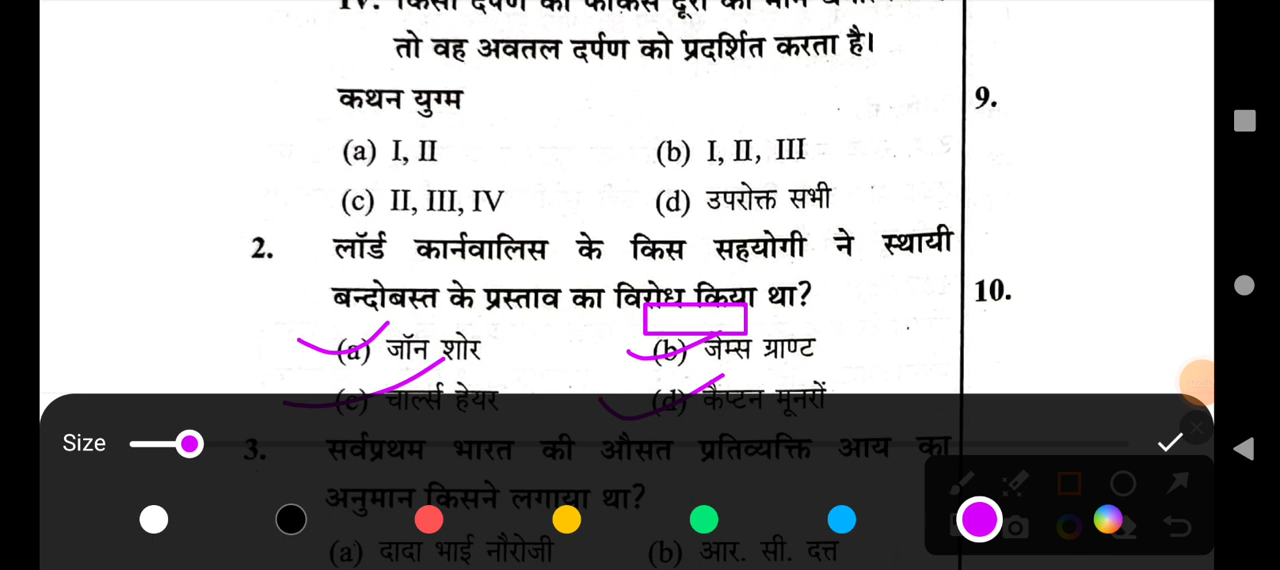 तो वह अवतल दर्पण को प्रदर्शित करता है।
कथन युग्म
(a) I, II (b) I, II, III
(c) II, III, IV (d) उपरोक्त सभी
2. लॉर्ड कार्नवालिस के किस सहयोगी ने स्थायी
बन्दोबस्त के प्रस्ताव का विरोध किया था?
(a) जॉन शोर (b) जेम्स ग्राण्ट
(c) चार्ल्स हेयर (d) कैप्टन मूनरों
3. सर्वप्रथम भारत की औसत प्रतिव्यक्ति आय का
अनुमान किसने लगाया था?
(a) दादा भाई नौरोजी (b) आर. सी. दत्त
9.
10.
Size